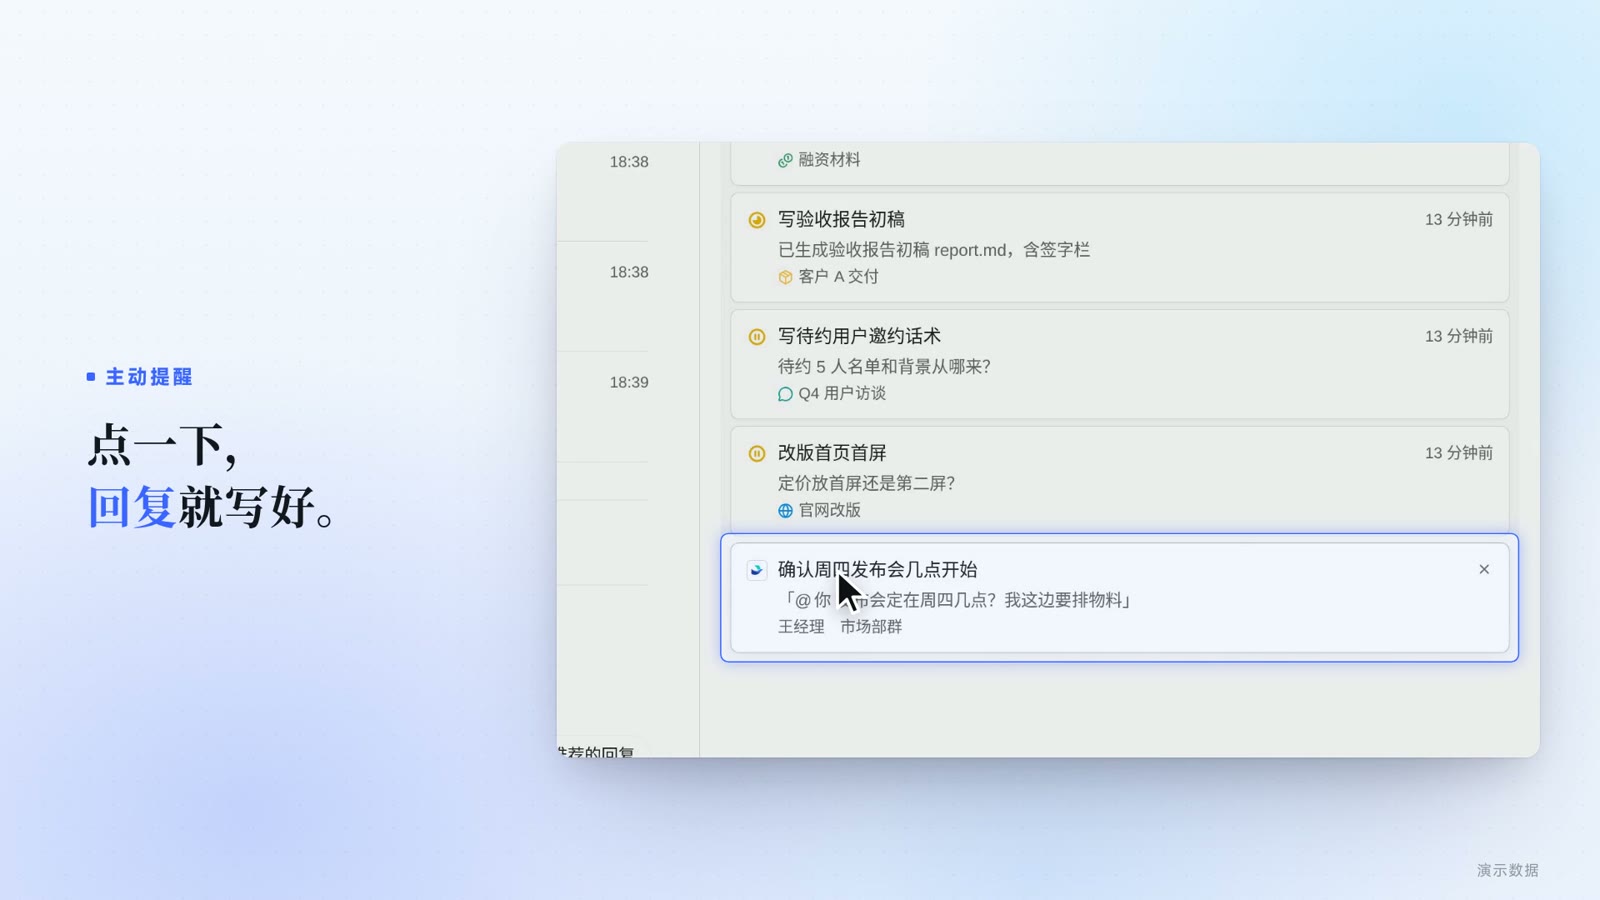 主动提醒
点一下，
回复就写好。
18:38
18:38
18:39
荐的回复
融资材料
写验收报告初稿
13 分钟前
已生成验收报告初稿 report.md，含签字栏
客户 A 交付
写待约用户邀约话术
13 分钟前
待约 5 人名单和背景从哪来？
Q4 用户访谈
改版首页首屏
13 分钟前
定价放首屏还是第二屏？
官网改版
确认周四发布会几点开始
「@你 布会定在周四几点？我这边要排物料」
王经理 市场部群
演示数据